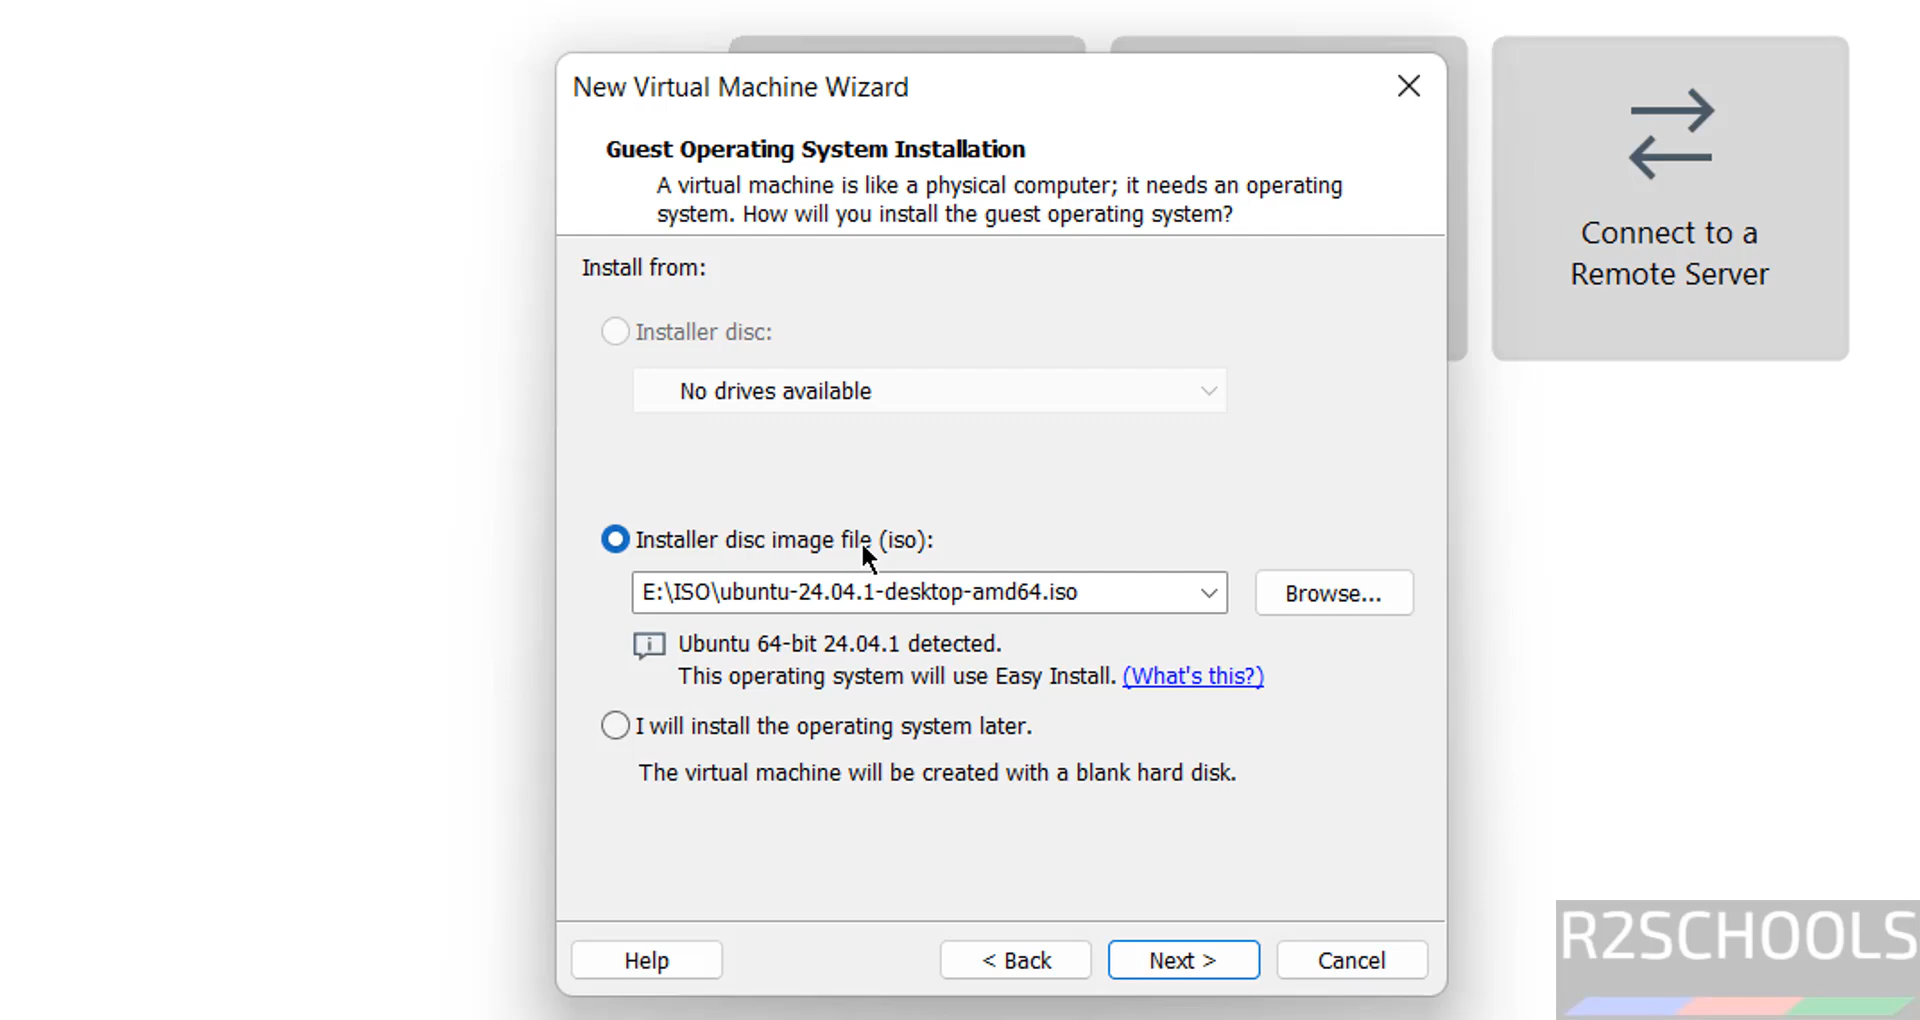 New Virtual Machine Wizard
Guest Operating System Installation
A virtual machine is like a physical computer; it needs an operating
system. How will you install the guest operating system?
Install from:
Installer disc:
No drives available
Installer disc image file (iso):
E:\ISO\ubuntu-24.04.1-desktop-amd64.iso
Browse...
Ubuntu 64-bit 24.04.1 detected.
This operating system will use Easy Install. (What's this?)
I will install the operating system later.
The virtual machine will be created with a blank hard disk.
Help
< Back
Next >
Cancel
Connect to a
Remote Server
R2SCHOOLS